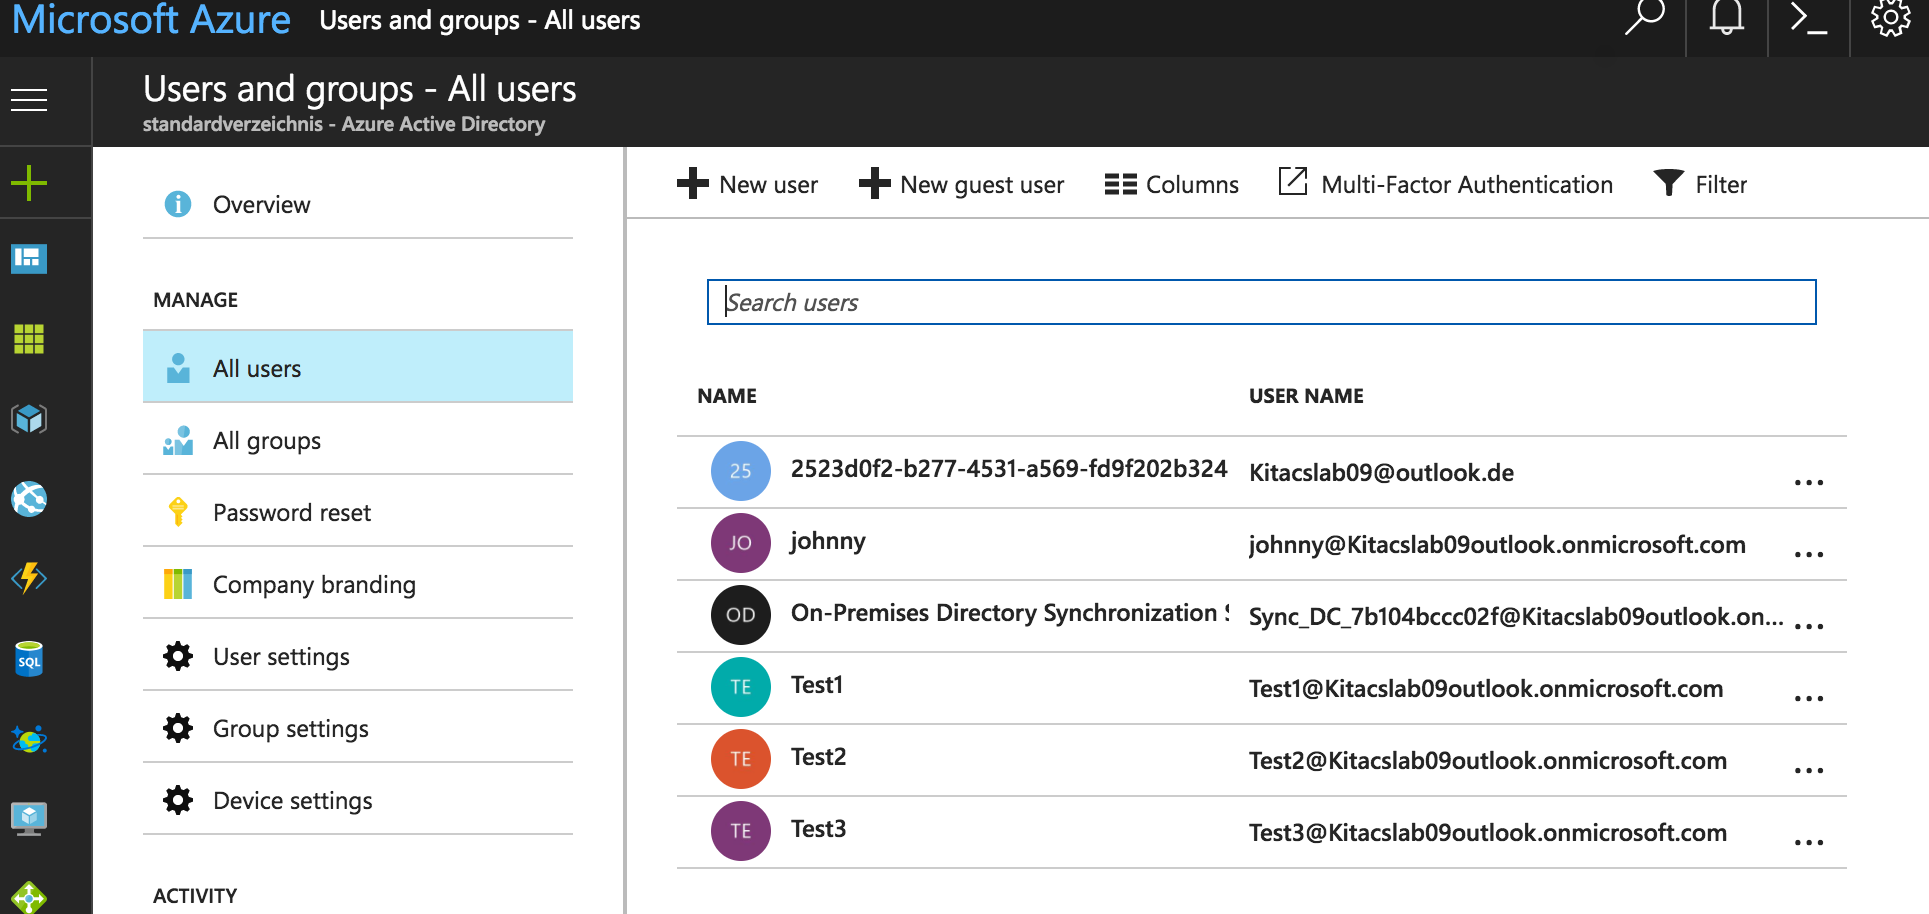 Microsoft Azure Users and groups - All users
Users and groups - All users
standardverzeichnis - Azure Active Directory
Overview
MANAGE
All users
All groups
Password reset
Company branding
User settings
Group settings
Device settings
ACTIVITY
SQL
New user New guest user Columns Multi-Factor Authentication Filter
Search users
NAME USER NAME
25 2523d0f2-b277-4531-a569-fd9f202b324 Kitacslab09@outlook.de ...
JO johnny johnny@Kitacslab09outlook.onmicrosoft.com ...
OD On-Premises Directory Synchronization Sync_DC_7b104bccc02f@Kitacslab09outlook.on... ...
TE Test1 Test1@Kitacslab09outlook.onmicrosoft.com ...
TE Test2 Test2@Kitacslab09outlook.onmicrosoft.com ...
TE Test3 Test3@Kitacslab09outlook.onmicrosoft.com ...